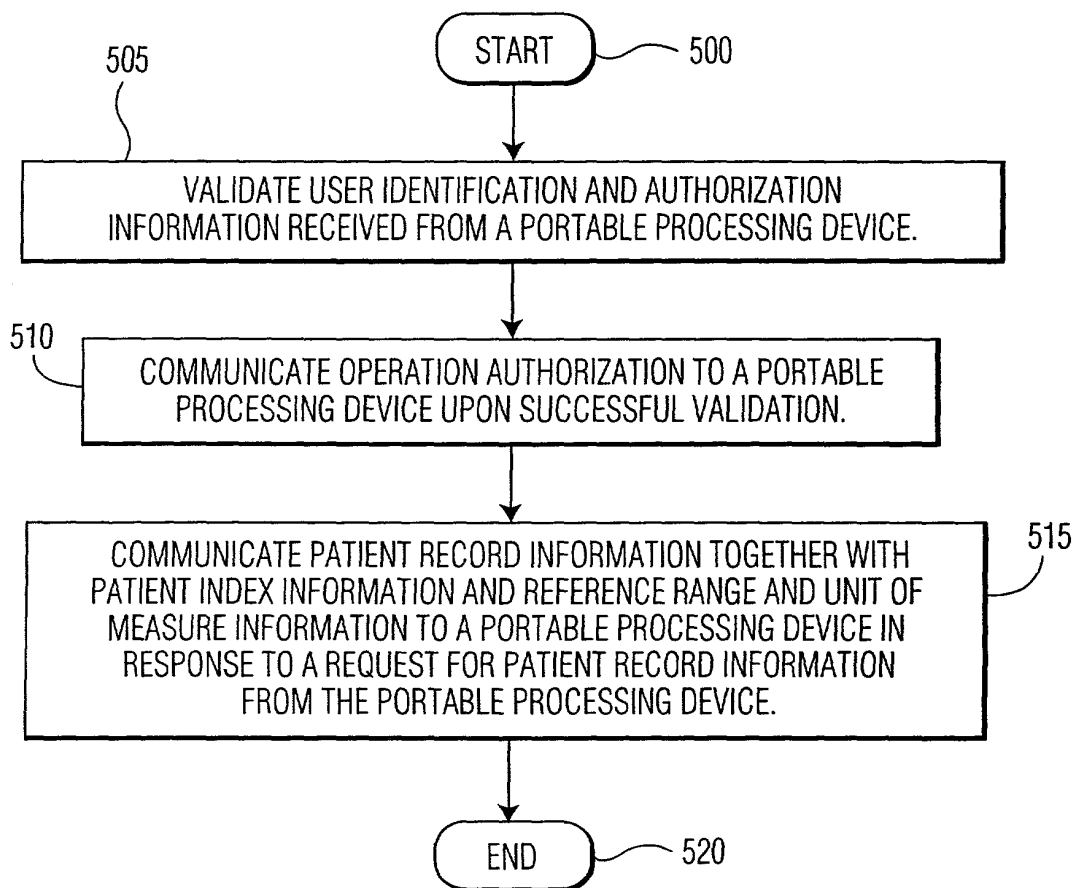 START
500
505
VALIDATE USER IDENTIFICATION AND AUTHORIZATION
INFORMATION RECEIVED FROM A PORTABLE PROCESSING DEVICE.
510
COMMUNICATE OPERATION AUTHORIZATION TO A PORTABLE
PROCESSING DEVICE UPON SUCCESSFUL VALIDATION.
COMMUNICATE PATIENT RECORD INFORMATION TOGETHER WITH
PATIENT INDEX INFORMATION AND REFERENCE RANGE AND UNIT OF
MEASURE INFORMATION TO A PORTABLE PROCESSING DEVICE IN
RESPONSE TO A REQUEST FOR PATIENT RECORD INFORMATION
FROM THE PORTABLE PROCESSING DEVICE.
515
END
520